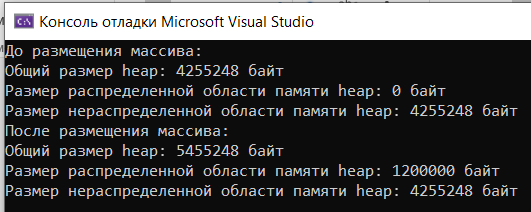 Консоль отладки Microsoft Visual Studio
До размещения массива:
Общий размер heap: 4255248 байт
Размер распределенной области памяти heap: 0 байт
Размер нераспределенной области памяти heap: 4255248 байт
После размещения массива:
Общий размер heap: 5455248 байт
Размер распределенной области памяти heap: 1200000 байт
Размер нераспределенной области памяти heap: 4255248 байт